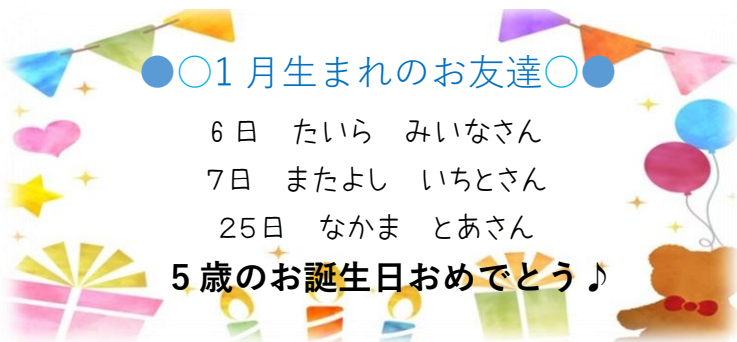 ●○1月生まれのお友達○●
6日　たいら　みいなさん
7日　またよし　いちとさん
25日　なかま　とあさん
5歳のお誕生日おめでとう♪